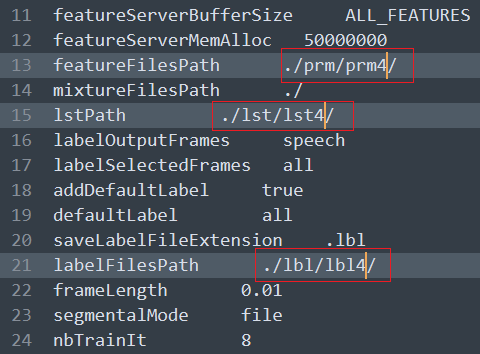 11 featureServerBufferSize ALL_FEATURES
12 featureServerMemAlloc 50000000
13 featureFilesPath ./prm/prm4/
14 mixtureFilesPath ./
15 lstPath ./lst/lst4/
16 labelOutputFrames speech
17 labelSelectedFrames all
18 addDefaultLabel true
19 defaultLabel all
20 saveLabelFileExtension .lbl
21 labelFilesPath ./lbl/lbl4/
22 frameLength 0.01
23 segmentalMode file
24 nbTrainIt 8